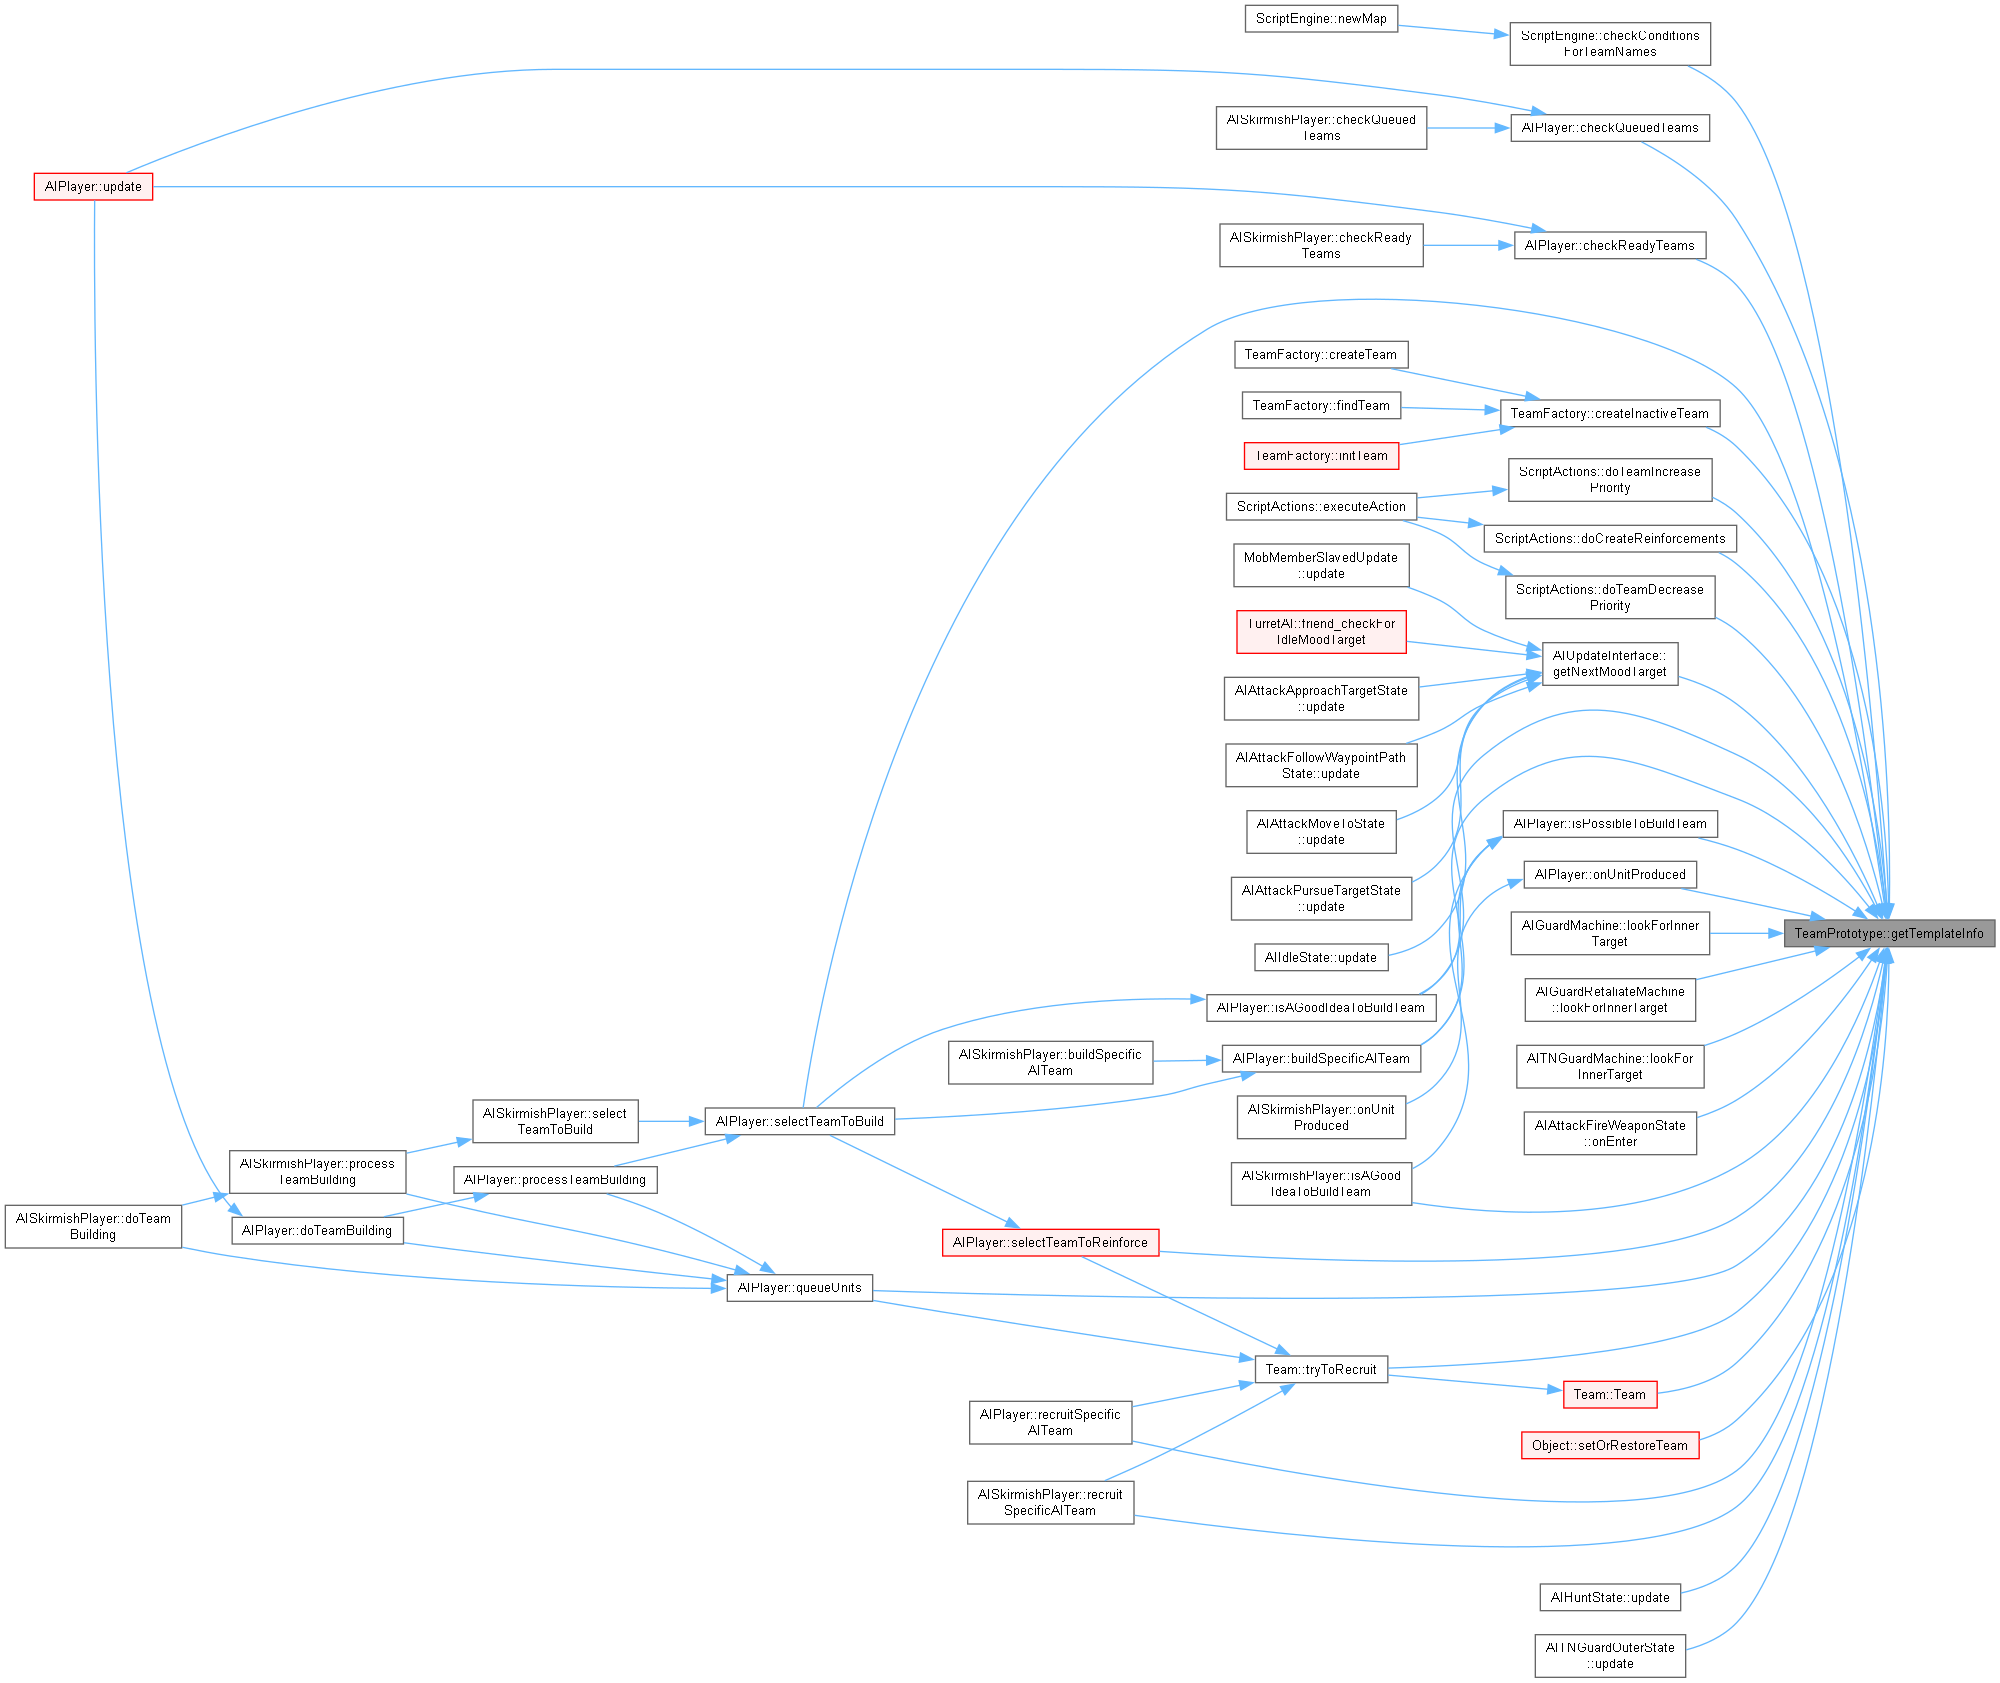 ScriptEngine::newMap
ScriptEngine::checkConditions
ForTeamNames
AISkirmishPlayer::checkQueued
Teams
AIPlayer::checkQueuedTeams
AIPlayer::update
AISkirmishPlayer::checkReady
Teams
AIPlayer::checkReadyTeams
TeamFactory::createTeam
TeamFactory::findTeam
TeamFactory::createInactiveTeam
TeamFactory::initTeam
ScriptActions::doTeamIncrease
Priority
ScriptActions::executeAction
ScriptActions::doCreateReinforcements
MobMemberSlavedUpdate
::update
ScriptActions::doTeamDecrease
Priority
TurretAI::friend_checkFor
IdleMoodTarget
AIUpdateInterface::
getNextMoodTarget
AIAttackApproachTargetState
::update
AIAttackFollowWaypointPath
State::update
AIAttackMoveToState
::update
AIPlayer::isPossibleToBuildTeam
AIAttackPursueTargetState
::update
AIPlayer::onUnitProduced
AIGuardMachine::lookForInner
Target
TeamPrototype::getTemplateInfo
AIIdleState::update
AIGuardRetaliateMachine
::lookForInnerTarget
AIPlayer::isAGoodIdeaToBuildTeam
AISkirmishPlayer::buildSpecific
AITeam
AIPlayer::buildSpecificAITeam
AITNGuardMachine::lookFor
InnerTarget
AISkirmishPlayer::select
TeamToBuild
AIPlayer::selectTeamToBuild
AISkirmishPlayer::onUnit
Produced
AIAttackFireWeaponState
::onEnter
AISkirmishPlayer::process
TeamBuilding
AIPlayer::processTeamBuilding
AISkirmishPlayer::isAGood
IdeaToBuildTeam
AISkirmishPlayer::doTeam
Building
AIPlayer::doTeamBuilding
AIPlayer::selectTeamToReinforce
AIPlayer::queueUnits
Team::tryToRecruit
Team::Team
AIPlayer::recruitSpecific
AITeam
Object::setOrRestoreTeam
AISkirmishPlayer::recruit
SpecificAITeam
AIHuntState::update
AITNGuardOuterState
::update